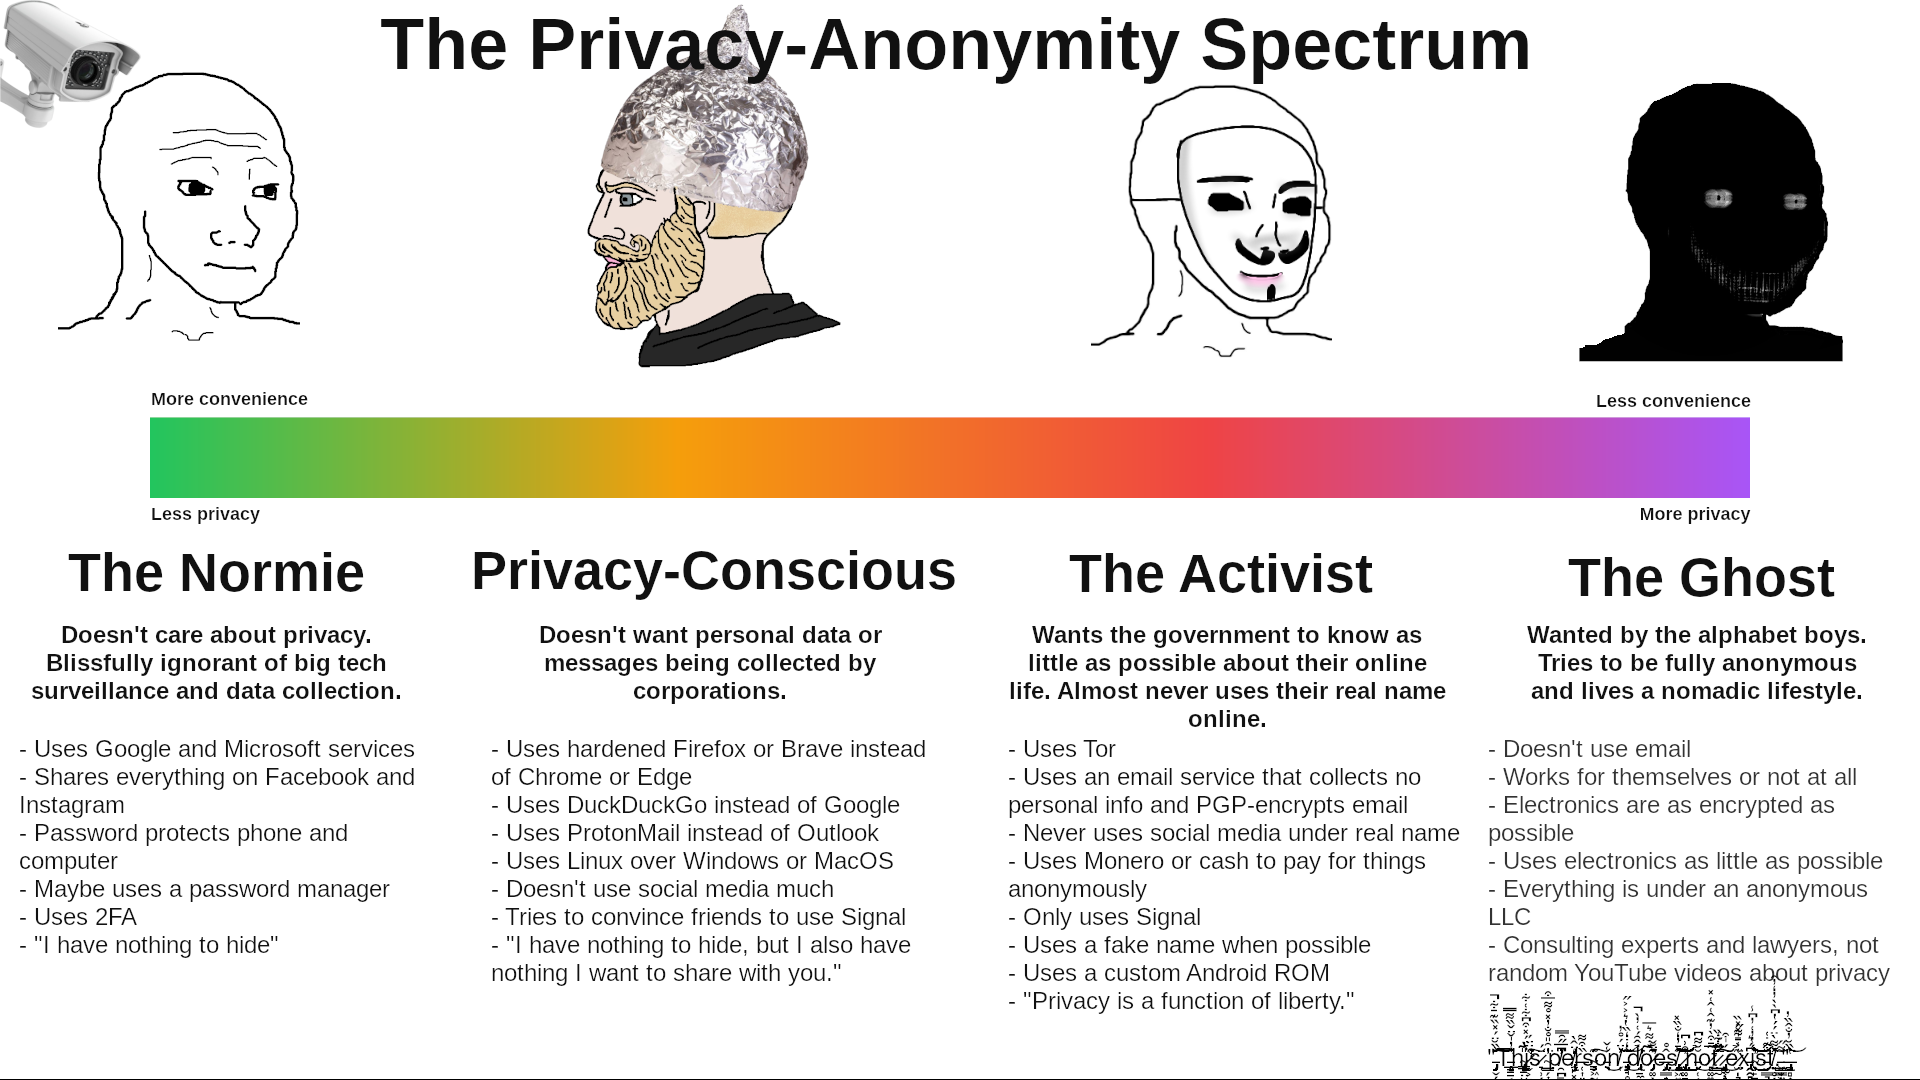 The Privacy-Anonymity Spectrum
More convenience
Less convenience
Less privacy
More privacy
The Normie
Doesn't care about privacy.
Blissfully ignorant of big tech
surveillance and data collection.
- Uses Google and Microsoft services
- Shares everything on Facebook and
Instagram
- Password protects phone and
computer
- Maybe uses a password manager
- Uses 2FA
- "I have nothing to hide"
Privacy-Conscious
Doesn't want personal data or
messages being collected by
corporations.
- Uses hardened Firefox or Brave instead
of Chrome or Edge
- Uses DuckDuckGo instead of Google
- Uses ProtonMail instead of Outlook
- Uses Linux over Windows or MacOS
- Doesn't use social media much
- Tries to convince friends to use Signal
- "I have nothing to hide, but I also have
nothing I want to share with you."
The Activist
Wants the government to know as
little as possible about their online
life. Almost never uses their real name
online.
- Uses Tor
- Uses an email service that collects no
personal info and PGP-encrypts email
- Never uses social media under real name
- Uses Monero or cash to pay for things
anonymously
- Only uses Signal
- Uses a fake name when possible
- Uses a custom Android ROM
- "Privacy is a function of liberty."
The Ghost
Wanted by the alphabet boys.
Tries to be fully anonymous
and lives a nomadic lifestyle.
- Doesn't use email
- Works for themselves or not at all
- Electronics are as encrypted as
possible
- Uses electronics as little as possible
- Everything is under an anonymous
LLC
- Consulting experts and lawyers, not
random YouTube videos about privacy
"This person does not exist"